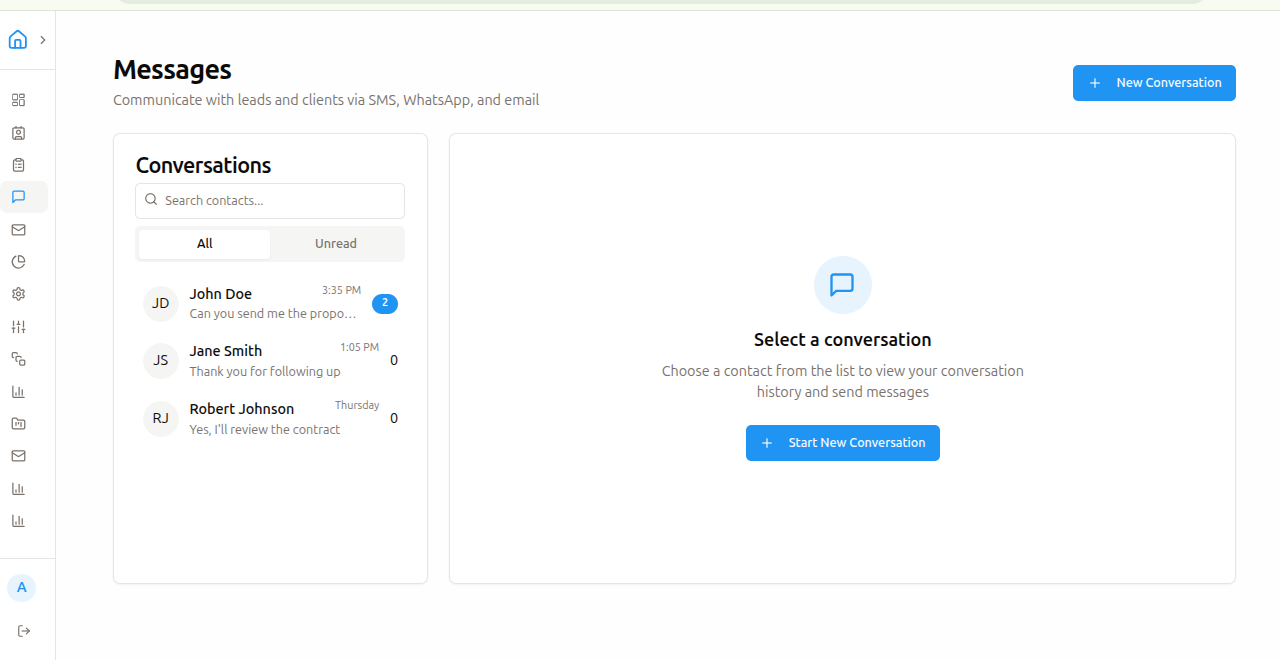 Messages
Communicate with leads and clients via SMS, WhatsApp, and email
New Conversation
Conversations
Search contacts...
All
Unread
JD
John Doe
3:35 PM
Can you send me the propo...
2
JS
Jane Smith
1:05 PM
Thank you for following up
0
RJ
Robert Johnson
Thursday
Yes, I'll review the contract
0
Select a conversation
Choose a contact from the list to view your conversation
history and send messages
Start New Conversation
A